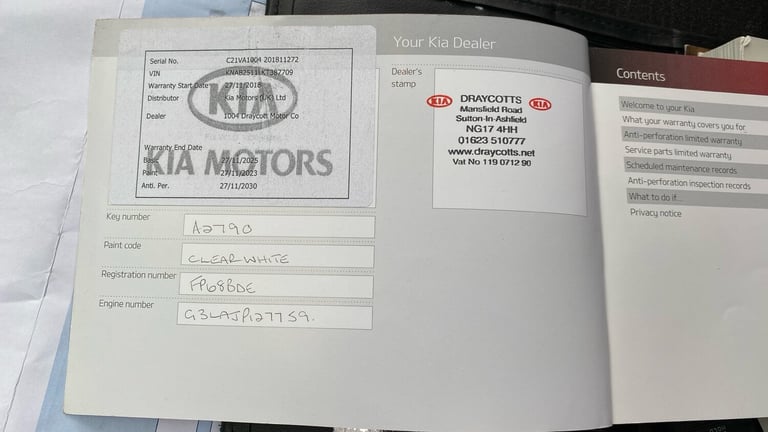 Serial No. C21VA1004 201811272
VIN KNAB2511LKT387709
Warranty Start Date 27/11/2018
Distributor Kia Motors (UK) Ltd
Dealer 1004 Draycott Motor Co
KIA
Warranty End Date
Basic 27/11/2025
Paint 27/11/2023
Anti. Per. 27/11/2030
KIA MOTORS
Key number A2790
Paint code CLEARWHITE
Registration number FP68BDE
Engine number G3LAJP127759.
Your Kia Dealer
Dealer's
stamp
KIA DRAYCOTTS KIA
Mansfield Road
Sutton-In-Ashfield
NG17 4HH
01623 510777
www.draycotts.net
Vat No 119 0712 90
Contents
Welcome to your Kia
What your warranty covers you for
Anti-perforation limited warranty
Service parts limited warranty
Scheduled maintenance records
Anti-perforation inspection records
What to do if...
Privacy notice